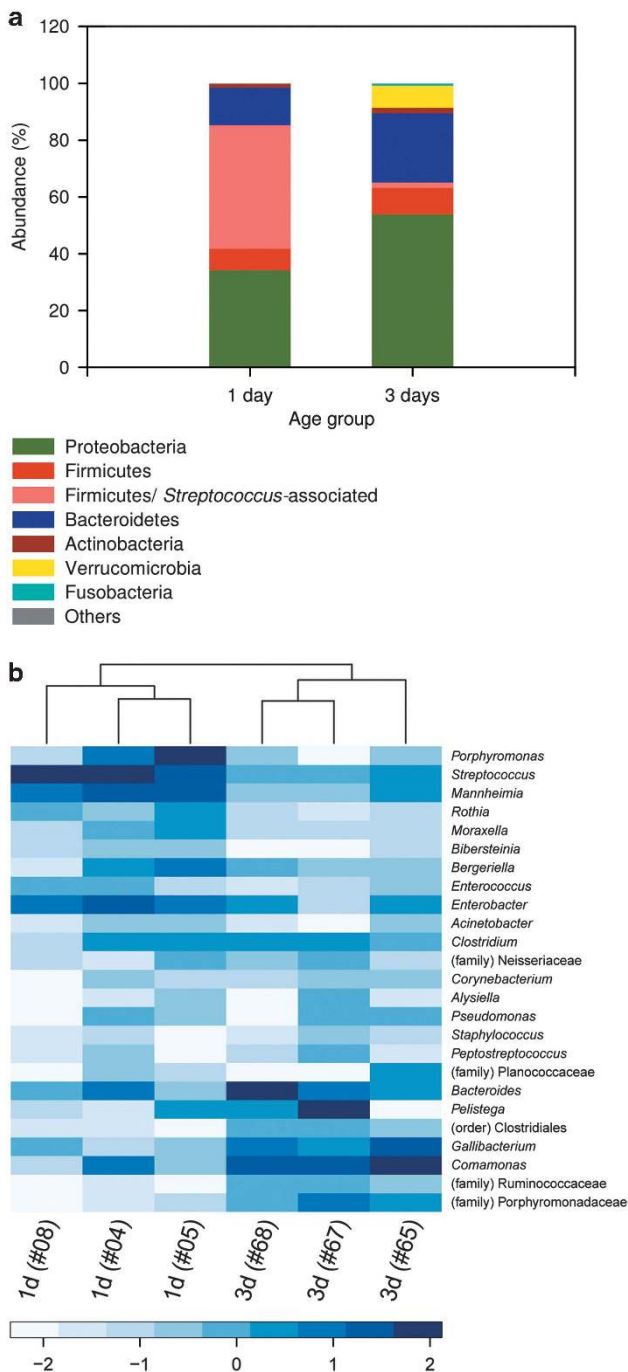 a
120
100
80
60
40
20
0
Abundance (%)
1 day 3 days
Age group
Proteobacteria
Firmicutes
Firmicutes/ Streptococcus-associated
Bacteroidetes
Actinobacteria
Verrucomicrobia
Fusobacteria
Others
b
Porphyromonas
Streptococcus
Mannheimia
Rothia
Moraxella
Bibersteinia
Bergeriella
Enterococcus
Enterobacter
Acinetobacter
Clostridium
(family) Neisseriaceae
Corynebacterium
Alysiella
Pseudomonas
Staphylococcus
Peptostreptococcus
(family) Planococcaceae
Bacteroides
Pelistega
(order) Clostridiales
Gallibacterium
Comamonas
(family) Ruminococcaceae
(family) Porphyromonadaceae
1d (#08) 1d (#04) 1d (#05) 3d (#68) 3d (#67) 3d (#65)
−2 −1 0 1 2